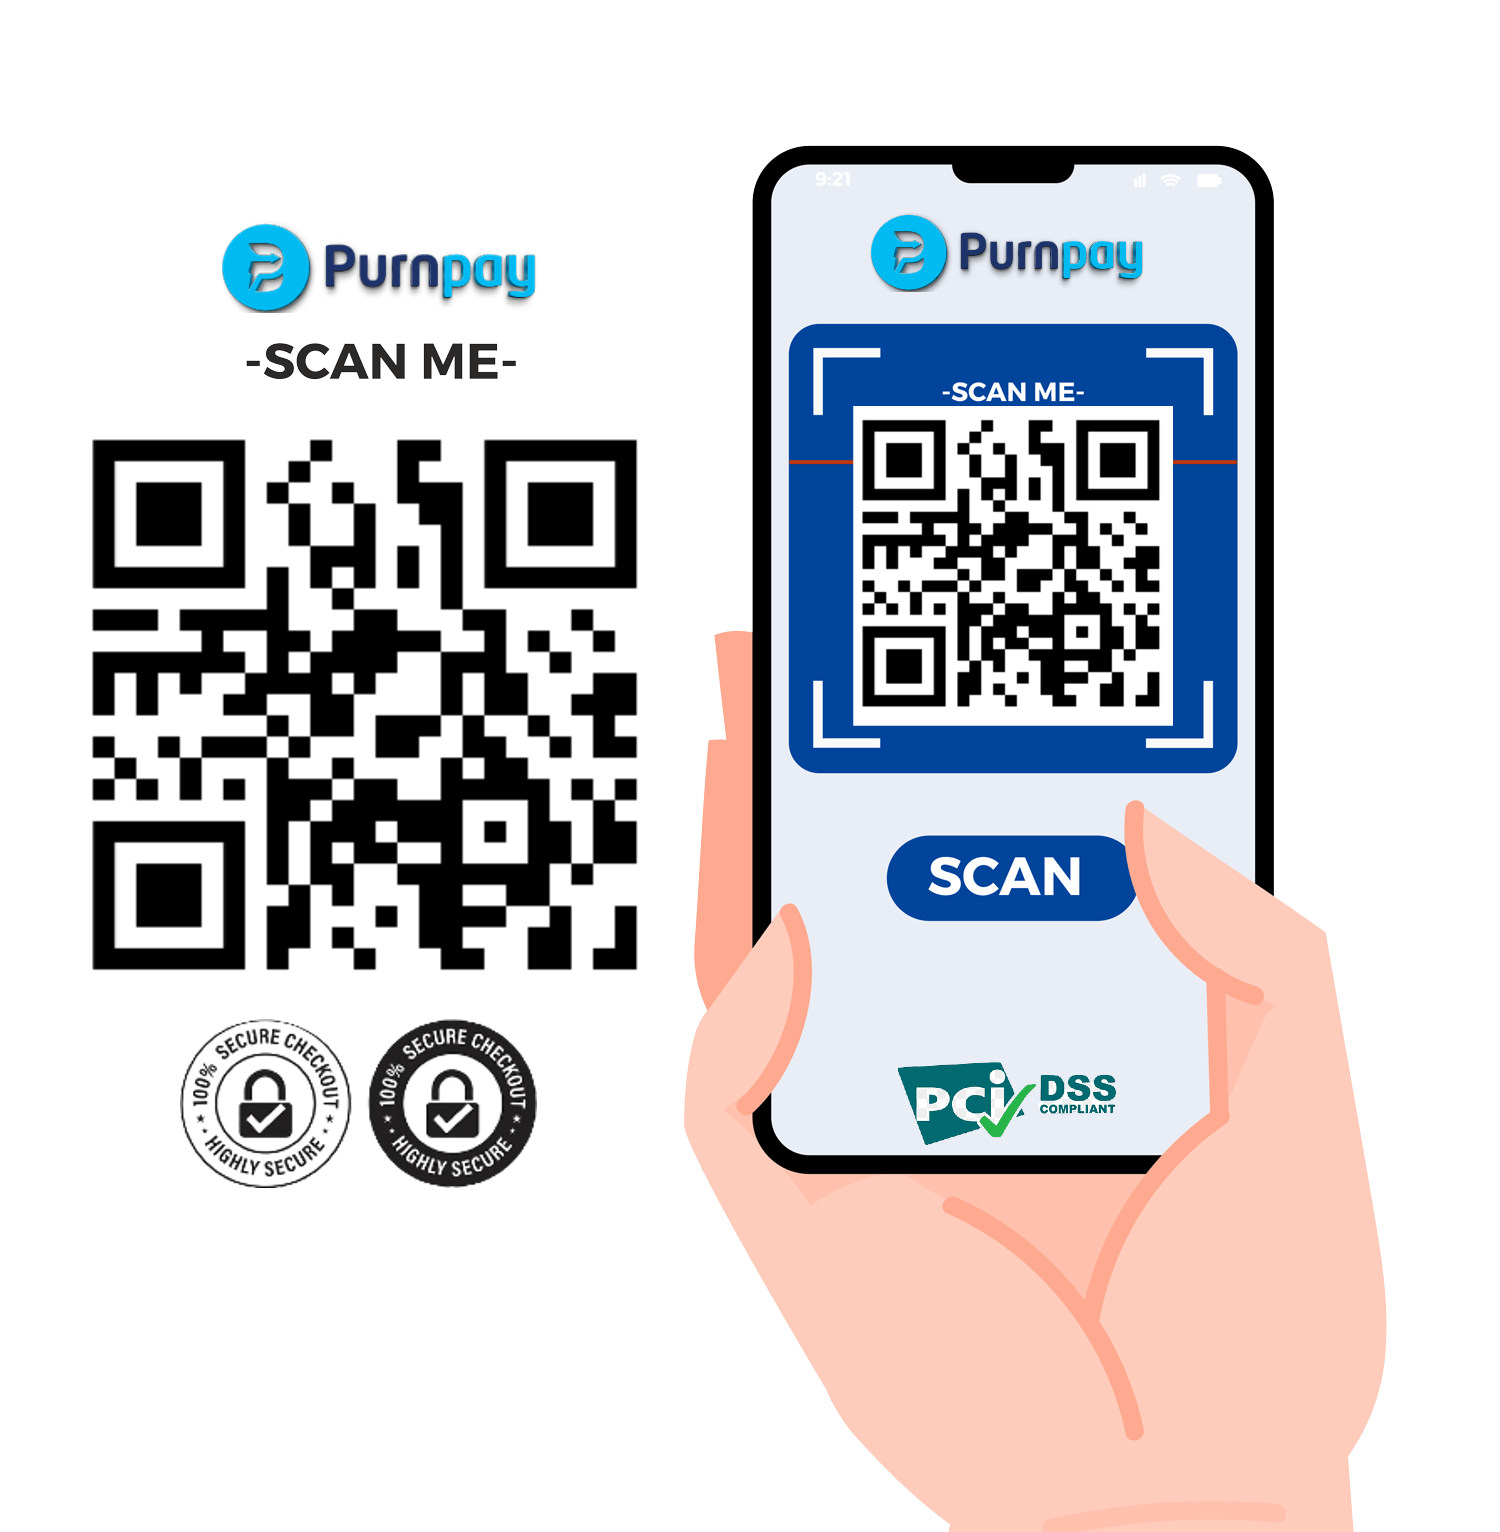 Purnpay
-SCAN ME-
100% SECURE CHECKOUT
HIGHLY SECURE
100% SECURE CHECKOUT
HIGHLY SECURE
9:21
Purnpay
-SCAN ME-
SCAN
PCi DSS
COMPLIANT